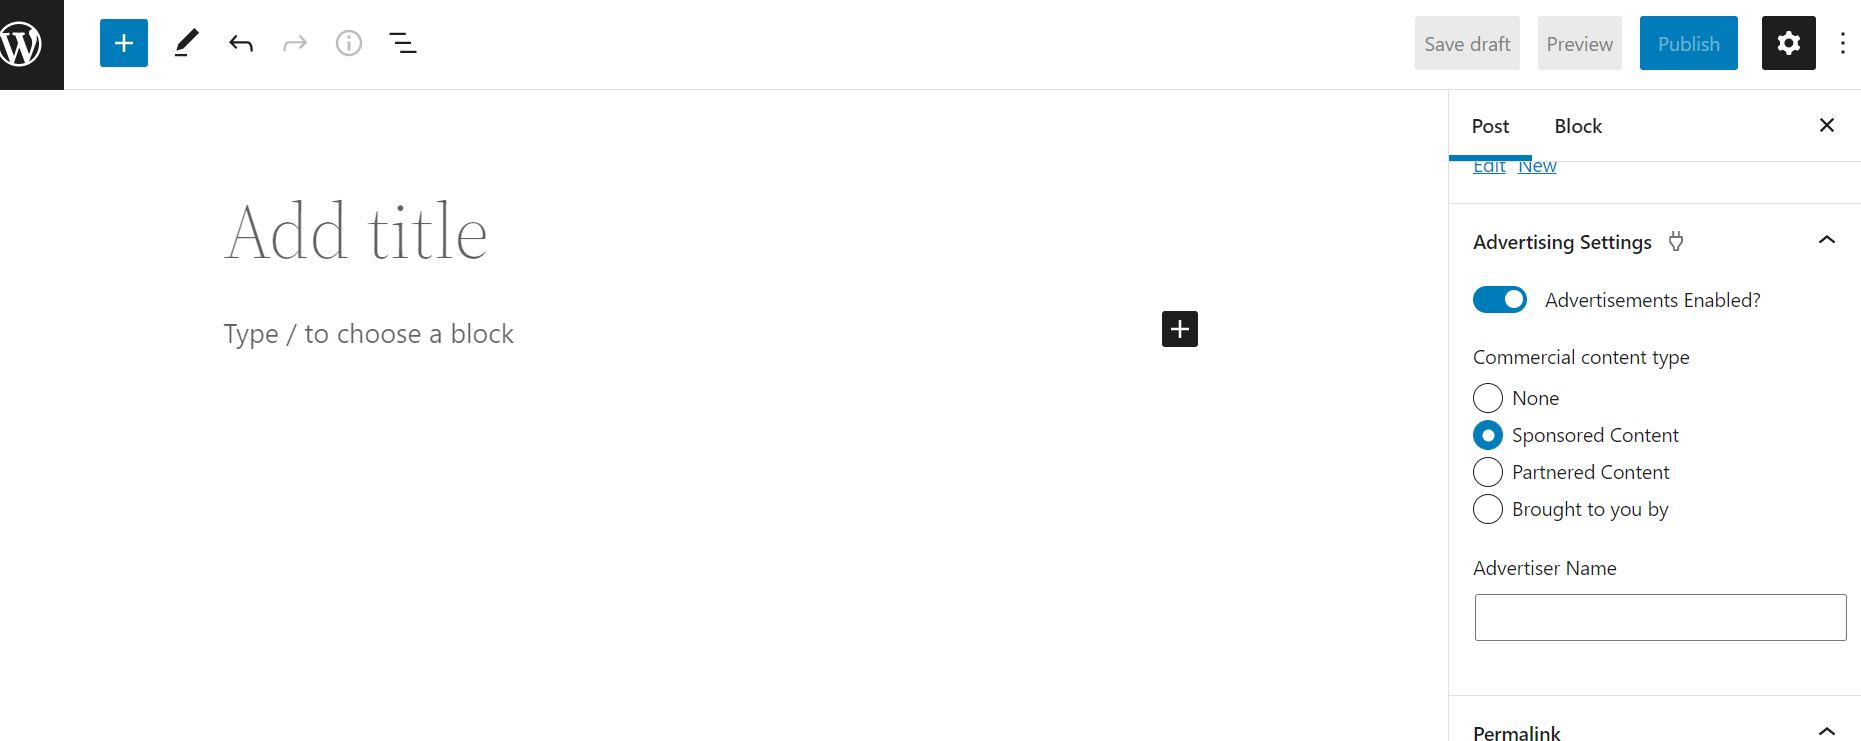 Save draft
Preview
Publish
Post
Block
Edit New
Add title
Advertising Settings
Advertisements Enabled?
Type / to choose a block
Commercial content type
None
Sponsored Content
Partnered Content
Brought to you by
Advertiser Name
Permalink